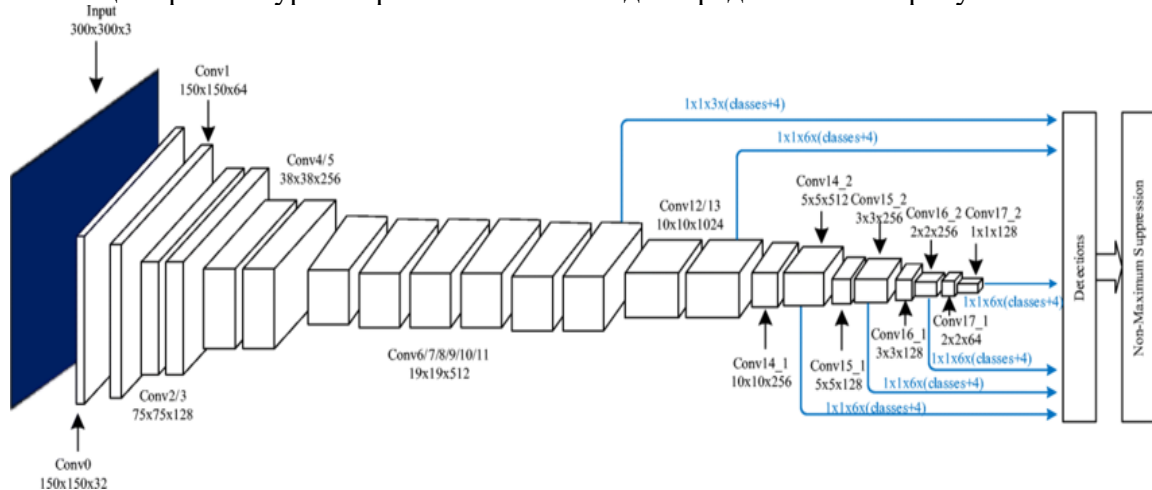 Input
300x300x3
Conv1
150x150x64
Conv4/5
38x38x256
1x1x3x(classes+4)
1x1x6x(classes+4)
Conv12/13
10x10x1024
Conv14_2
5x5x512
Conv15_2
3x3x256
Conv16_2
2x2x256
Conv17_2
1x1x128
Conv0
150x150x32
Conv2/3
75x75x128
Conv6/7/8/9/10/11
19x19x512
Conv14_1
10x10x256
Conv15_1
5x5x128
Conv16_1
3x3x128
Conv17_1
2x2x64
1x1x6x(classes+4)
1x1x6x(classes+4)
1x1x6x(classes+4)
1x1x6x(classes+4)
Detections
Non-Maximum Suppression